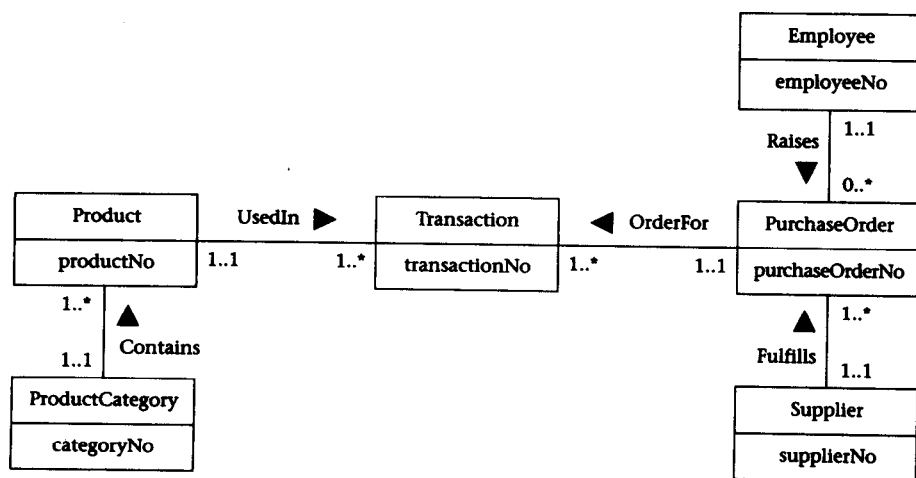 Employee
employeeNo
1..1
Raises
0..*
Product
UsedIn
Transaction
OrderFor
PurchaseOrder
productNo
1..1
1..*
transactionNo
1..*
1..1
purchaseOrderNo
1..*
1..*
Contains
Fulfills
1..1
1..1
ProductCategory
Supplier
categoryNo
supplierNo